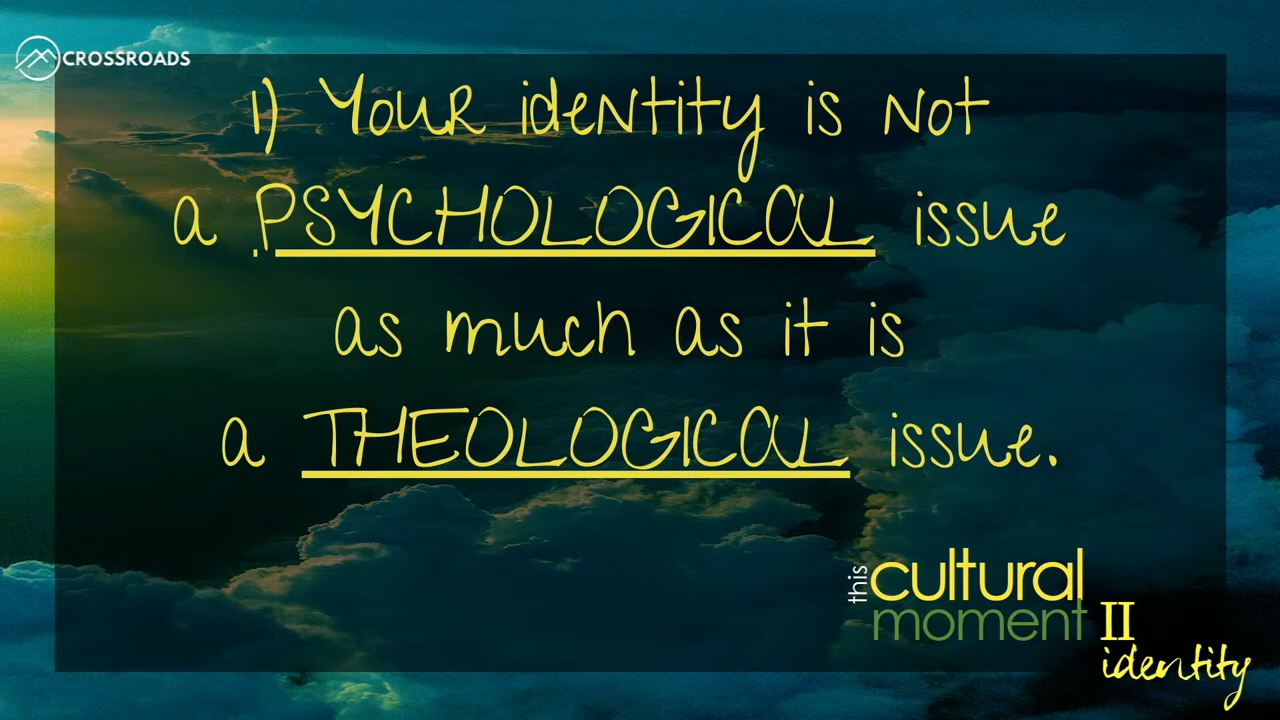 CROSSROADS
1) Your identity is not
a PSYCHOLOGICAL issue
as much as it is
a THEOLOGICAL issue.
this
cultural
moment II
identity